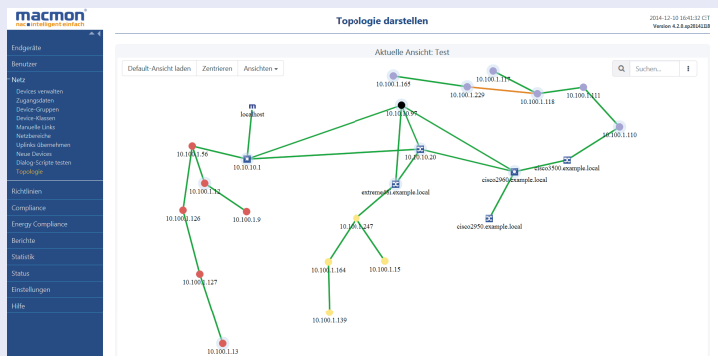 macmon
nac intelligent einfach
Topologie darstellen
2014-12-10 16:41:32 CET
Version 4.2.0.sp20141118
Endgeräte
Benutzer
Netz
Devices verwalten
Zugangsdaten
Device-Gruppen
Device-Klassen
Manuelle Links
Netzbereiche
Uplinks übernehmen
Neue Devices
Dialog-Scripte testen
Topologie
Richtlinien
Compliance
Energy Compliance
Berichte
Statistik
Status
Einstellungen
Hilfe
Aktuelle Ansicht: Test
Default-Ansicht laden Zentrieren Ansichten
Suchen...
10.100.1.165
10.100.1.117
10.100.1.229
10.100.1.118
10.100.1.111
10.100.1.110
localhost
10.10.10.97
10.100.1.56
10.10.10.1
10.10.10.20
cisco3500.example.local
cisco2960.example.local
10.100.1.12
10.100.1.126
10.100.1.9
10.100.1.247
cisco2950.example.local
10.100.1.164
10.100.1.15
10.100.1.127
10.100.1.139
10.100.1.13